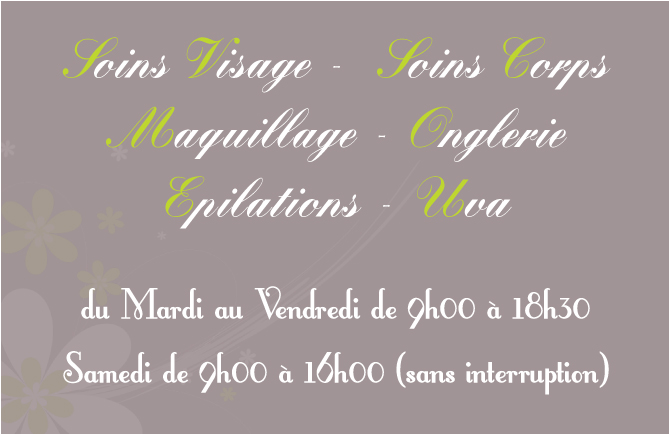 Soins Visage - Soins Corps
Maquillage - Onglerie
Epilations - Uva
du Mardi au Vendredi de 9h00 à 18h30
Samedi de 9h00 à 16h00 (sans interruption)